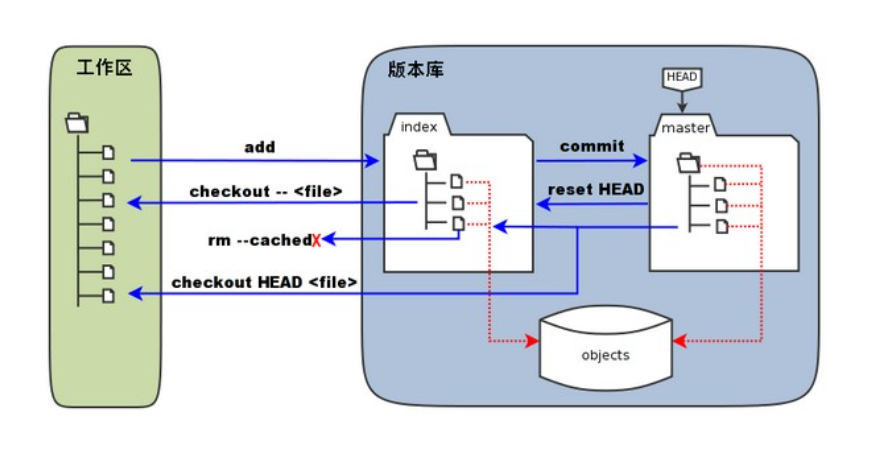 工作区
版本库
HEAD
index
master
add
commit
checkout -- <file>
reset HEAD
rm --cachedX
checkout HEAD <file>
objects